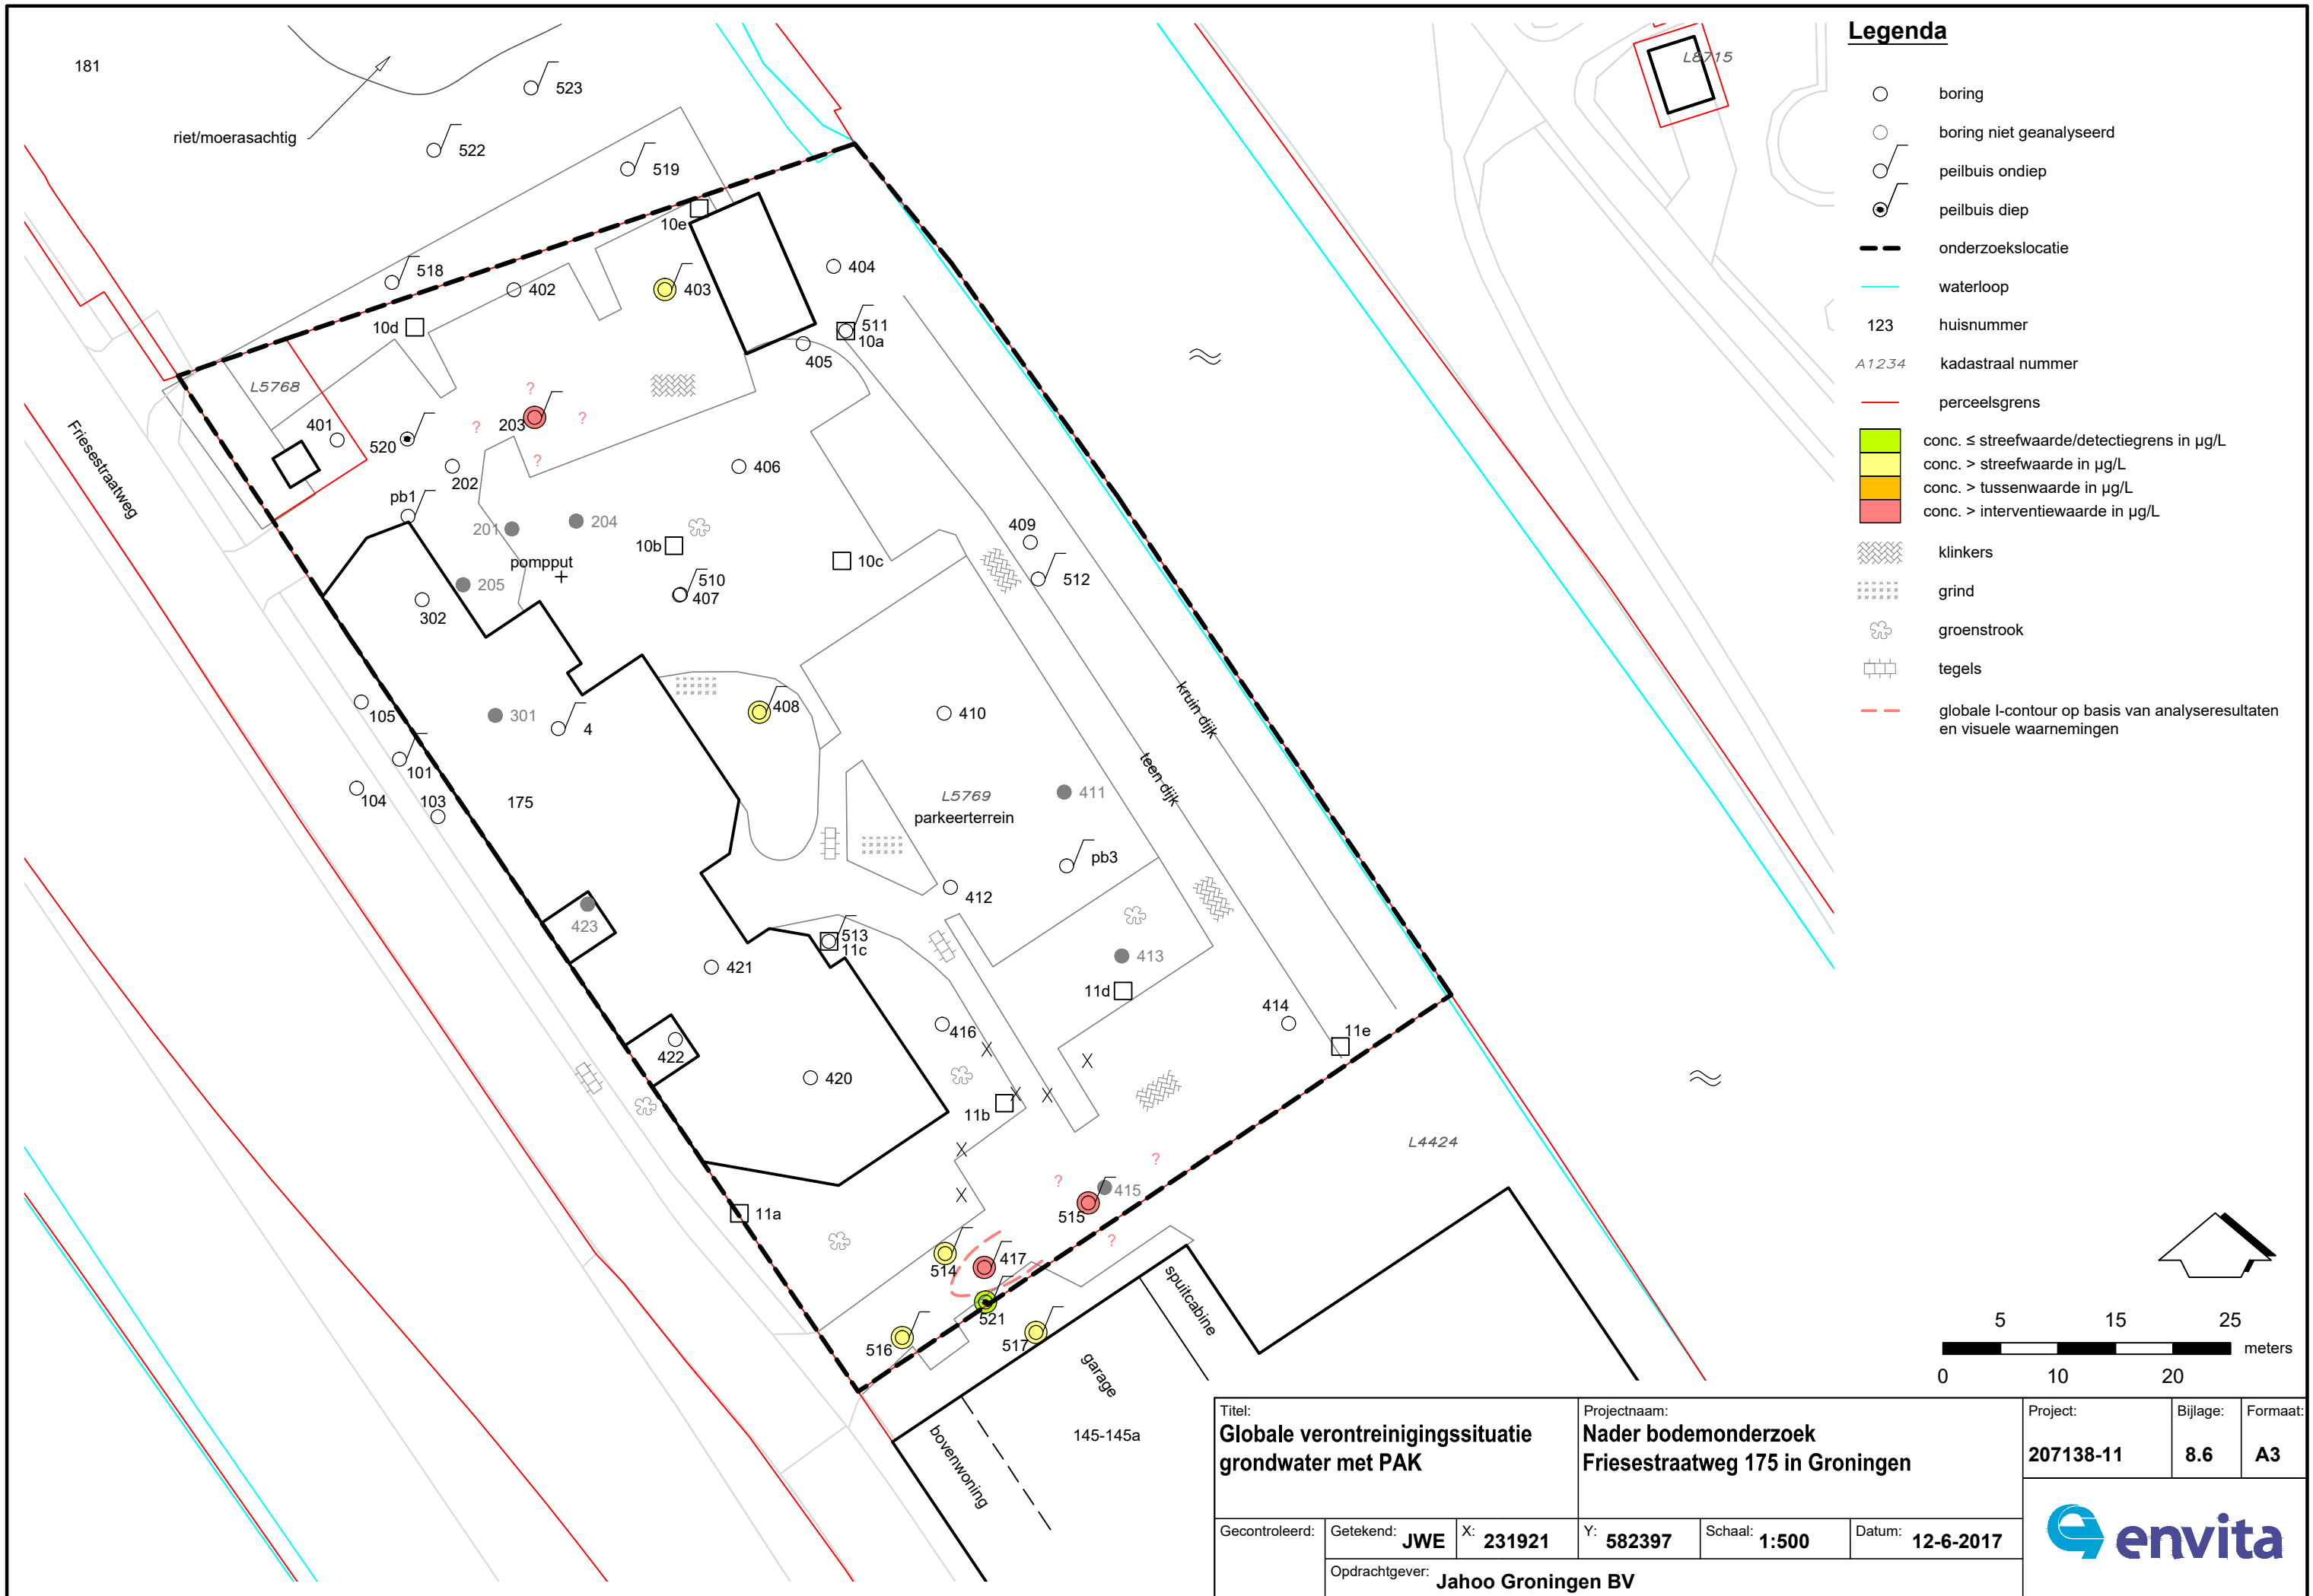 181
riet/moerasachtig
523
522
519
518
10e
404
402
403
10d
511
10a
405
L5768
?
?
?
?
203
401
520
202
406
pb1
201
204
409
10b
10c
pompput
205
510
407
512
302
Friesestraatweg
105
301
4
408
410
kruin dijk
teen dijk
101
104
103
175
L5769
parkeerterrein
411
pb3
412
423
513
11c
421
413
11d
414
11e
416
422
420
X
X
X
X
11b
X
X
L4424
?
?
?
415
515
11a
417
514
521
516
517
spuitcabine
garage
145-145a
bovenwoning
L8715
Legenda
boring
boring niet geanalyseerd
peilbuis ondiep
peilbuis diep
onderzoekslocatie
waterloop
123 huisnummer
A1234 kadastraal nummer
perceelsgrens
conc. ≤ streefwaarde/detectiegrens in µg/L
conc. > streefwaarde in µg/L
conc. > tussenwaarde in µg/L
conc. > interventiewaarde in µg/L
klinkers
grind
groenstrook
tegels
globale I-contour op basis van analyseresultaten
en visuele waarnemingen
5 15 25
meters
0 10 20
Titel:
Globale verontreinigingssituatie
grondwater met PAK
Projectnaam:
Nader bodemonderzoek
Friesestraatweg 175 in Groningen
Project:
207138-11
Bijlage:
8.6
Formaat:
A3
Gecontroleerd:
Getekend: JWE
X: 231921
Y: 582397
Schaal: 1:500
Datum: 12-6-2017
Opdrachtgever: Jahoo Groningen BV
envita